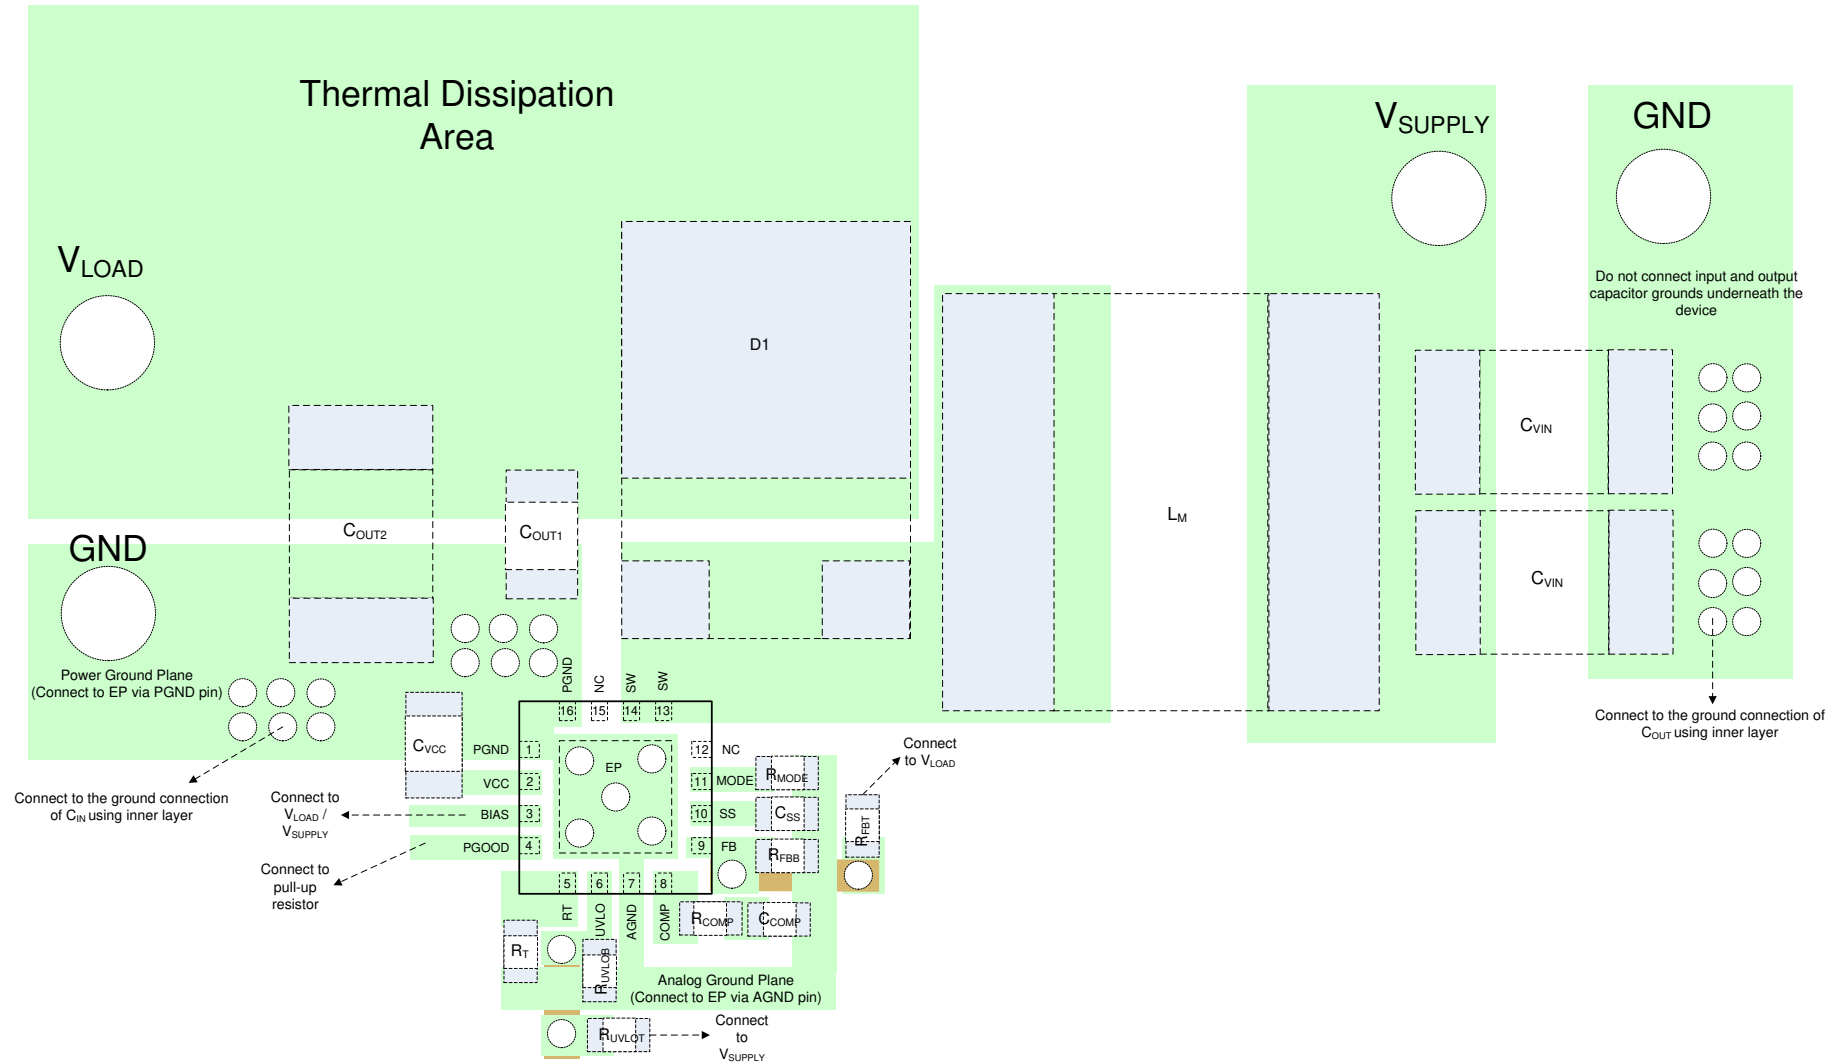 Thermal Dissipation
Area
VSUPPLY
GND
VLOAD
Do not connect input and output
capacitor grounds underneath the
device
D1
CVIN
LM
COUT2
COUT1
GND
CVIN
Power Ground Plane
(Connect to EP via PGND pin)
PGND
NC
SW
SW
16
15
14
13
Connect to the ground connection of
COUT using inner layer
CVCC
PGND
1
EP
12
NC
Connect
to VLOAD
VCC
2
11
MODE
RMODE
Connect to the ground connection
of CIN using inner layer
Connect to
VLOAD /
VSUPPLY
BIAS
3
10
SS
CSS
RFBT
PGOOD
4
9
FB
RFBB
Connect to
pull-up
resistor
5
6
7
8
RT
UVLO
AGND
COMP
RCOMP
CCOMP
RT
RUVLOB
Analog Ground Plane
(Connect to EP via AGND pin)
RUVLOT
Connect
to
VSUPPLY